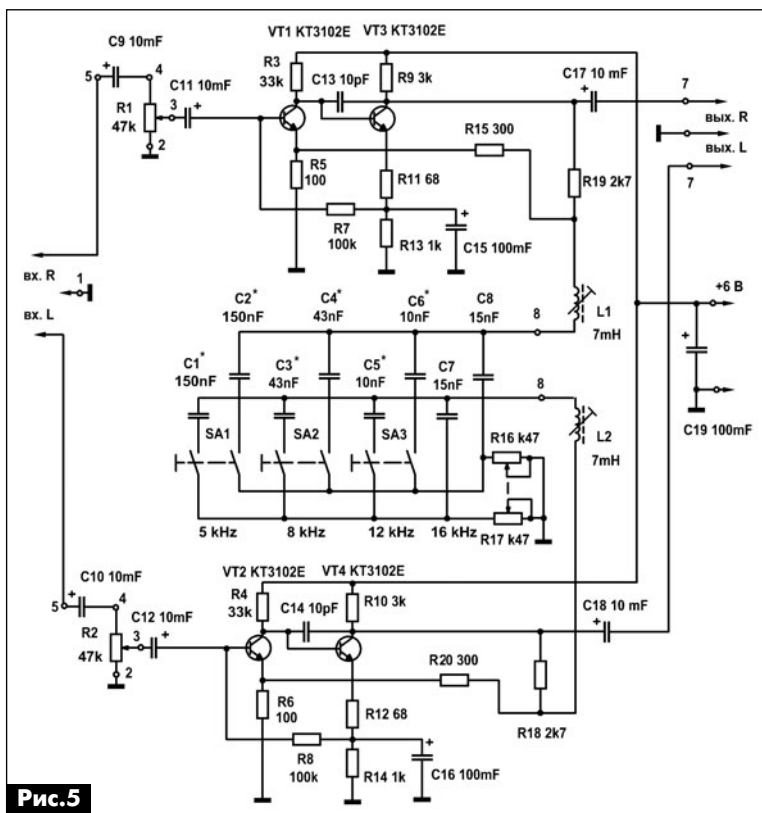 VT1 KT3102E VT3 KT3102E
C9 10mF
R3
33k
C13 10pF
R9 3k
C17 10 mF
7
5
4
C11 10mF
R1
47k
3
2
вых. R
вых. L
7
R15 300
R5
100
R11 68
R19 2k7
R7
100k
R13 1k
C15 100mF
вх. R
1
вх. L
C2*
150nF
C4*
43nF
C6*
10nF
C8
15nF
8
L1
7mH
+6 В
C1*
150nF
C3*
43nF
C5*
10nF
C7
15nF
8
L2
7mH
C19 100mF
SA1
SA2
SA3
R16 k47
R17 k47
5 kHz
8 kHz
12 kHz
16 kHz
VT2 KT3102E VT4 KT3102E
C10 10mF
R4
33k
C14 10pF
R10 3k
C18 10 mF
5
4
C12 10mF
R2
47k
3
2
R20 300
R6
100
R12 68
R18 2k7
R8
100k
R14 1k
C16 100mF
Рис.5